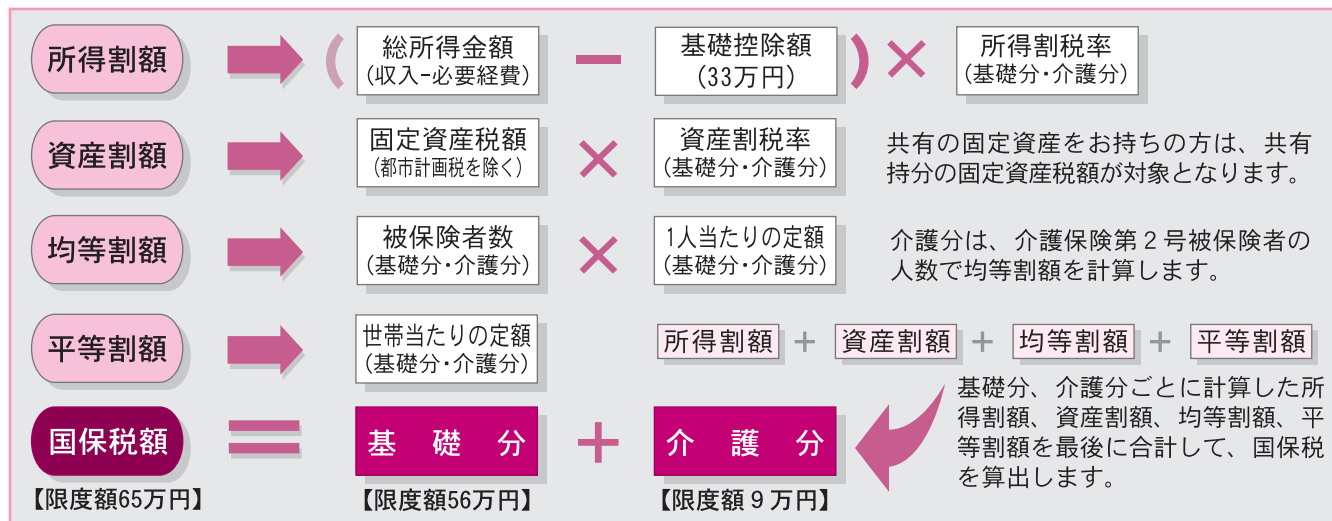 所得割額
(
総所得金額
(収入-必要経費)
－
基礎控除額
(33万円)
)
×
所得割税率
(基礎分・介護分)
資産割額
固定資産税額
(都市計画税を除く)
×
資産割税率
(基礎分・介護分)
共有の固定資産をお持ちの方は、共有
持分の固定資産税額が対象となります。
均等割額
被保険者数
(基礎分・介護分)
×
1人当たりの定額
(基礎分・介護分)
介護分は、介護保険第２号被保険者の
人数で均等割額を計算します。
平等割額
世帯当たりの定額
(基礎分・介護分)
所得割額 + 資産割額 + 均等割額 + 平等割額
基礎分、介護分ごとに計算した所
得割額、資産割額、均等割額、平
等割額を最後に合計して、国保税
を算出します。
国保税額 = 基礎分 + 介護分
【限度額65万円】
【限度額56万円】
【限度額９万円】